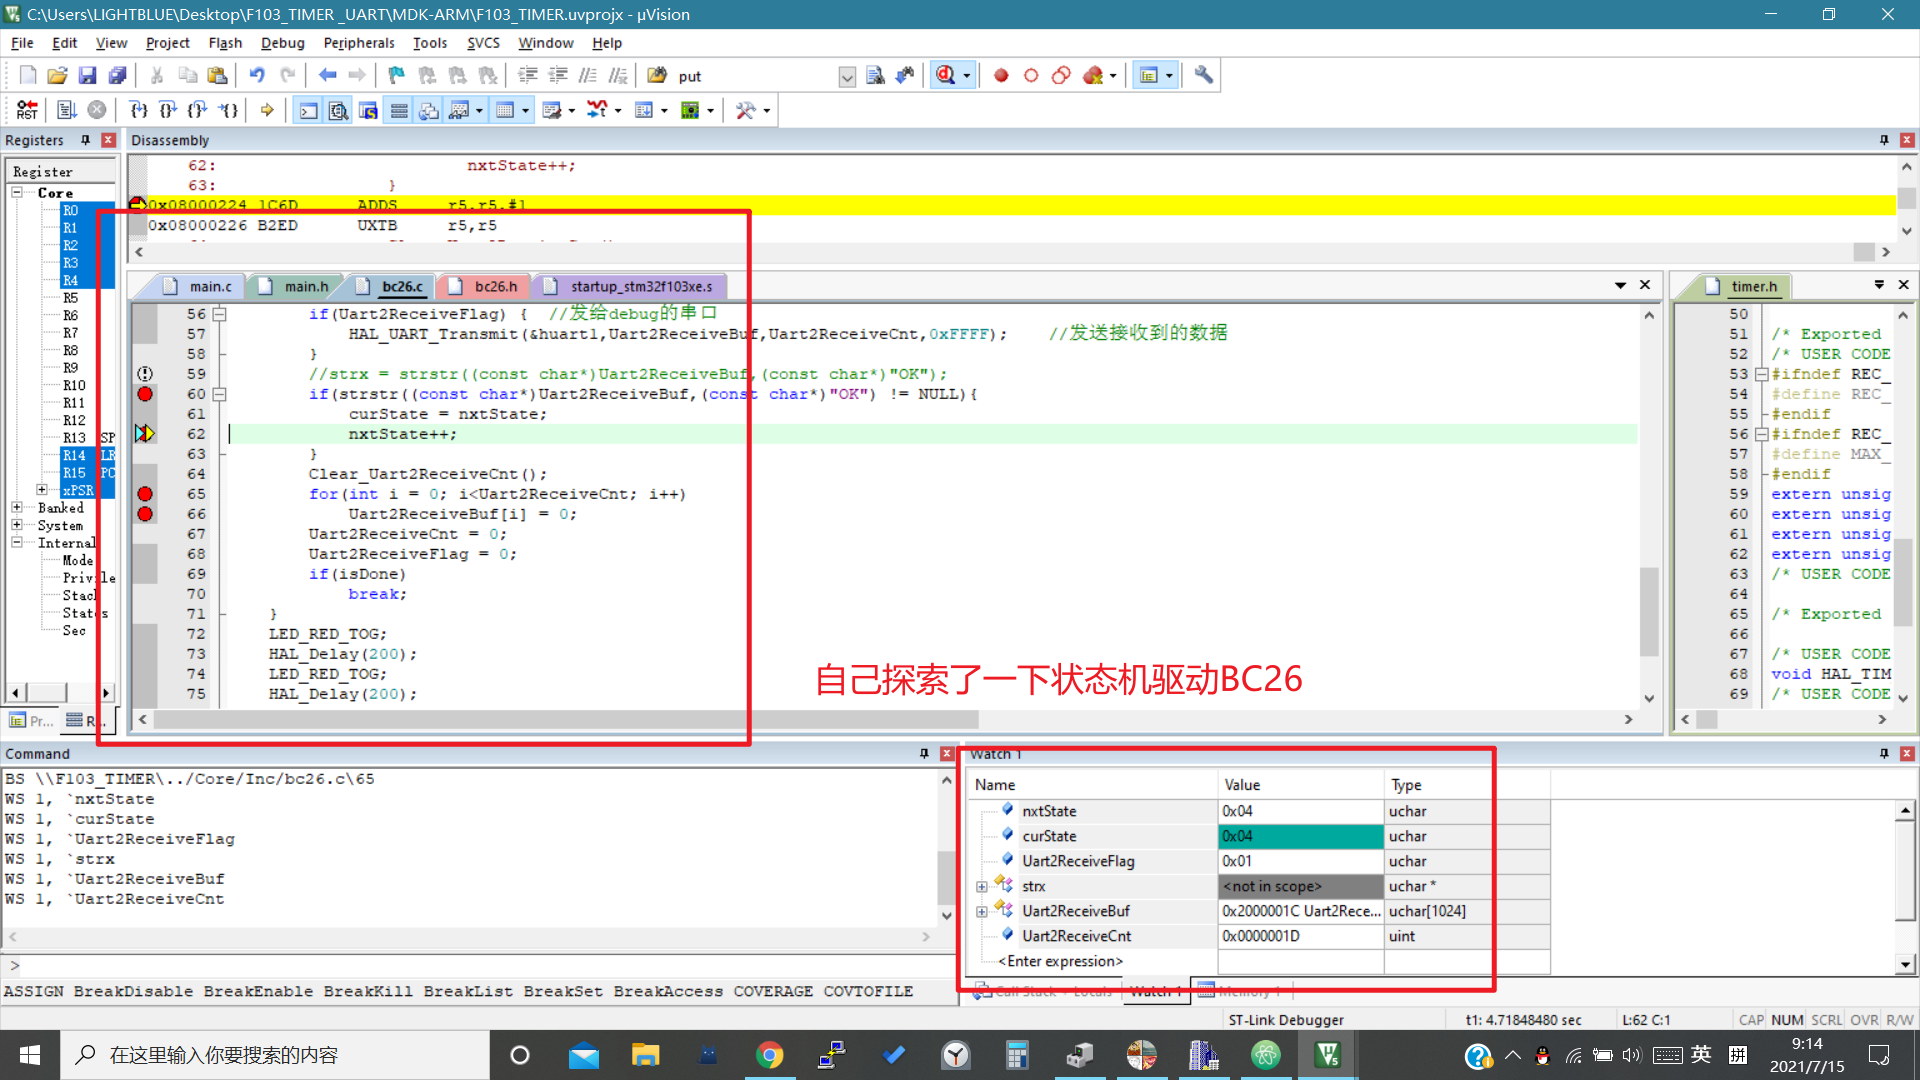 C:\Users\LIGHTBLUE\Desktop\F103_TIMER _UART\MDK-ARM\F103_TIMER.uvprojx - µVision
File Edit View Project Flash Debug Peripherals Tools SVCS Window Help
put
RST
Registers
Disassembly
Register
Core
R0
R1
R2
R3
R4
R5
R6
R7
R8
R9
R10
R11
R12
R13 SP
R14 LR
R15 PC
xPSR
Banked
System
Internal
Mode
Privile
Stack
States
Sec
Pr...
R...
62: nxtState++;
63: }
0x08000224 1C6D ADDS r5,r5,#1
0x08000226 B2ED UXTB r5,r5
main.c main.h bc26.c bc26.h startup_stm32f103xe.s
56 if(Uart2ReceiveFlag) { //发给debug的串口
57 HAL_UART_Transmit(&huart1,Uart2ReceiveBuf,Uart2ReceiveCnt,0xFFFF); //发送接收到的数据
58 }
59 //strx = strstr((const char*)Uart2ReceiveBuf,(const char*)"OK");
60 if(strstr((const char*)Uart2ReceiveBuf,(const char*)"OK") != NULL){
61 curState = nxtState;
62 nxtState++;
63 }
64 Clear_Uart2ReceiveCnt();
65 for(int i = 0; i<Uart2ReceiveCnt; i++)
66 Uart2ReceiveBuf[i] = 0;
67 Uart2ReceiveCnt = 0;
68 Uart2ReceiveFlag = 0;
69 if(isDone)
70 break;
71 }
72 LED_RED_TOG;
73 HAL_Delay(200);
74 LED_RED_TOG;
75 HAL_Delay(200);
自己探索了一下状态机驱动BC26
timer.h
50
51 /* Exported
52 /* USER CODE
53 #ifndef REC_
54 #define REC_
55 #endif
56 #ifndef REC_
57 #define MAX_
58 #endif
59 extern unsig
60 extern unsig
61 extern unsig
62 extern unsig
63 /* USER CODE
64
65 /* Exported
66
67 /* USER CODE
68 void HAL_TIM
69 /* USER CODE
Command
BS \\F103_TIMER\../Core/Inc/bc26.c\65
WS 1, `nxtState
WS 1, `curState
WS 1, `Uart2ReceiveFlag
WS 1, `strx
WS 1, `Uart2ReceiveBuf
WS 1, `Uart2ReceiveCnt
>
ASSIGN BreakDisable BreakEnable BreakKill BreakList BreakSet BreakAccess COVERAGE COVTOFILE
Watch 1
Name Value Type
nxtState 0x04 uchar
curState 0x04 uchar
Uart2ReceiveFlag 0x01 uchar
strx <not in scope> uchar *
Uart2ReceiveBuf 0x2000001C Uart2Rece... uchar[1024]
Uart2ReceiveCnt 0x0000001D uint
<Enter expression>
Call Stack + Locals Watch 1 Memory 1
ST-Link Debugger t1: 4.71848480 sec L:62 C:1 CAP NUM SCRL OVR R/W
在这里输入你要搜索的内容
英 拼
9:14
2021/7/15